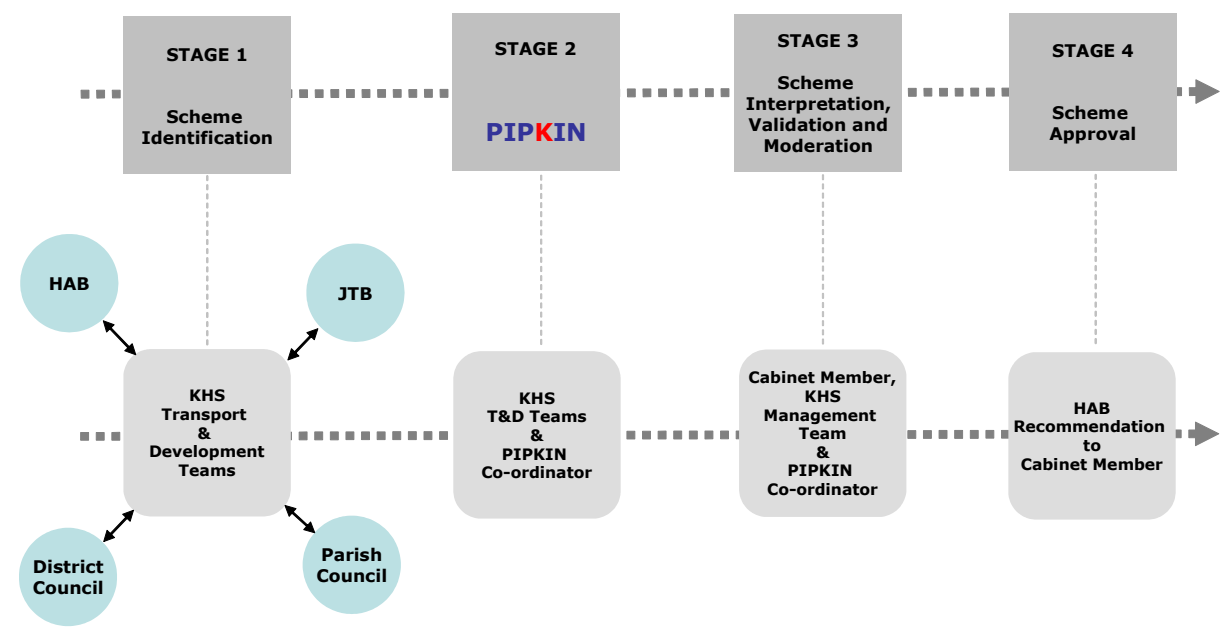 STAGE 1
Scheme
Identification
STAGE 2
PIPKIN
STAGE 3
Scheme
Interpretation,
Validation and
Moderation
STAGE 4
Scheme
Approval
HAB
JTB
KHS
Transport
&
Development
Teams
District
Council
Parish
Council
KHS
T&D Teams
&
PIPKIN
Co-ordinator
Cabinet Member,
KHS
Management
Team
&
PIPKIN
Co-ordinator
HAB
Recommendation
to
Cabinet Member